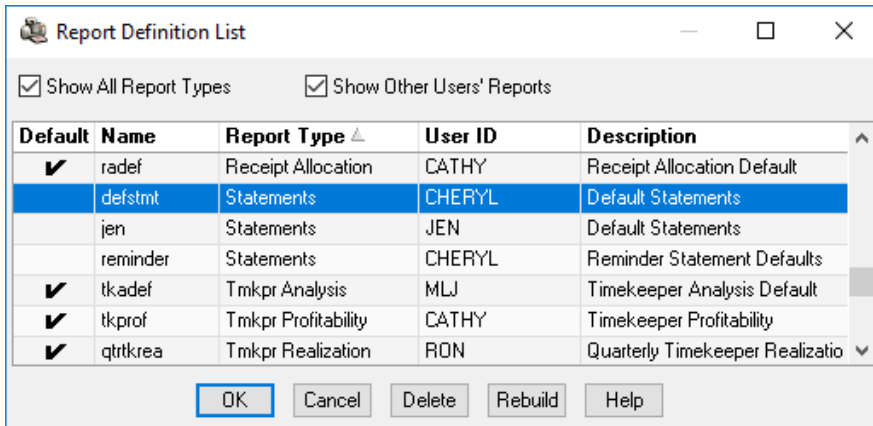 Report Definition List
Show All Report Types Show Other Users' Reports
Default Name Report Type User ID Description
radef Receipt Allocation CATHY Receipt Allocation Default
defstmt Statements CHERYL Default Statements
jen Statements JEN Default Statements
reminder Statements CHERYL Reminder Statement Defaults
tkadef Tmkpr Analysis MLJ Timekeeper Analysis Default
tkprof Tmkpr Profitability CATHY Timekeeper Profitability
qtrtkrea Tmkpr Realization RON Quarterly Timekeeper Realizatio
OK Cancel Delete Rebuild Help